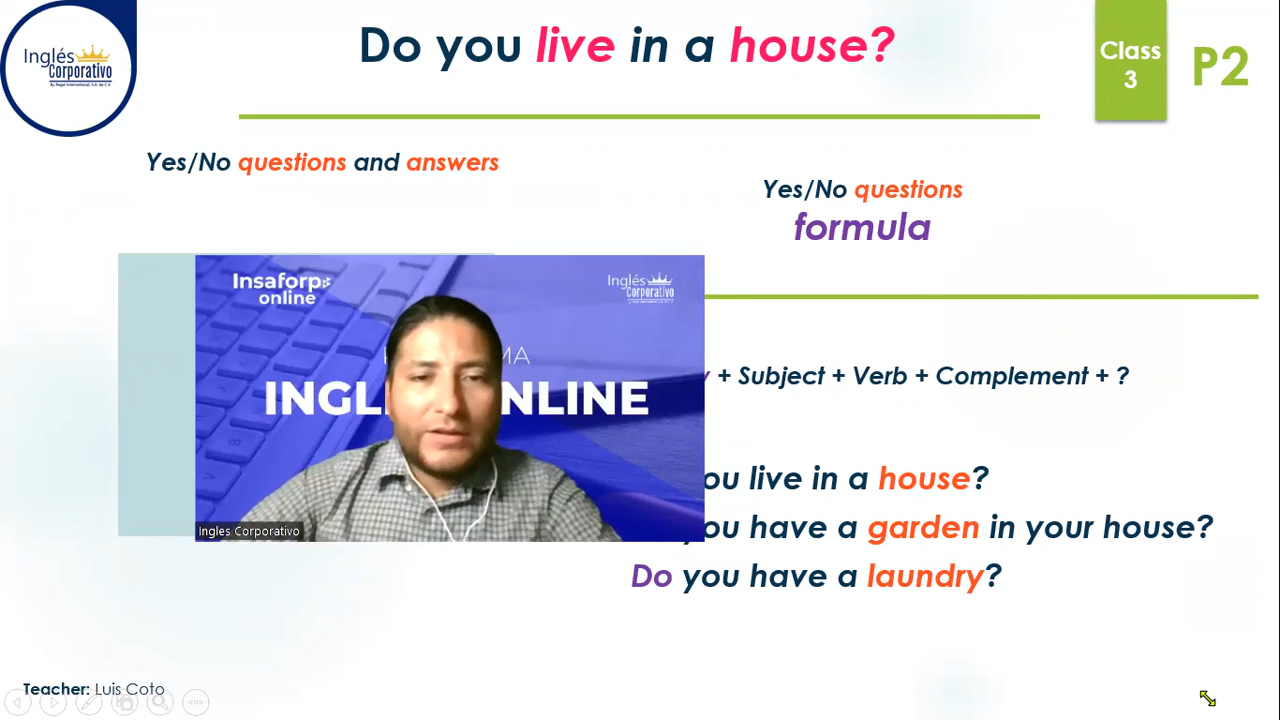 Inglés
Corporativo
Do you live in a house?
Class
3
P2
Yes/No questions and answers
Yes/No questions
formula
Insaforp
online
Inglés
Corporativo
INGL NLINE
+ Subject + Verb + Complement + ?
ou live in a house?
you have a garden in your house?
Do you have a laundry?
Ingles Corporativo
Teacher: Luis Coto